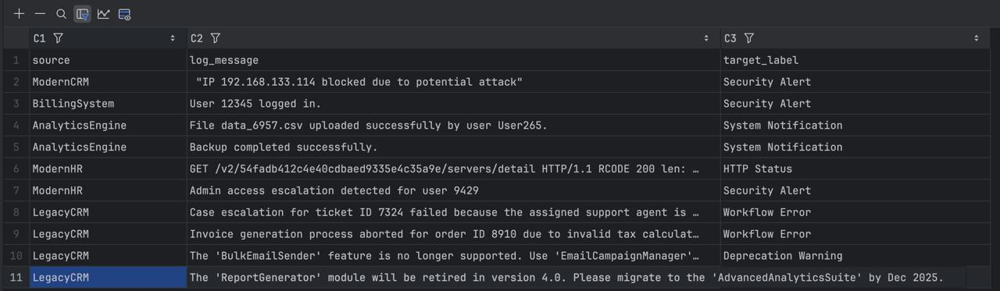 C1 C2 C3
1 source log_message target_label
2 ModernCRM "IP 192.168.133.114 blocked due to potential attack" Security Alert
3 BillingSystem User 12345 logged in. Security Alert
4 AnalyticsEngine File data_6957.csv uploaded successfully by user User265. System Notification
5 AnalyticsEngine Backup completed successfully. System Notification
6 ModernHR GET /v2/54fadb412c4e40cdbaed9335e4c35a9e/servers/detail HTTP/1.1 RCODE 200 len: … HTTP Status
7 ModernHR Admin access escalation detected for user 9429 Security Alert
8 LegacyCRM Case escalation for ticket ID 7324 failed because the assigned support agent is … Workflow Error
9 LegacyCRM Invoice generation process aborted for order ID 8910 due to invalid tax calculat… Workflow Error
10 LegacyCRM The 'BulkEmailSender' feature is no longer supported. Use 'EmailCampaignManager'… Deprecation Warning
11 LegacyCRM The 'ReportGenerator' module will be retired in version 4.0. Please migrate to the 'AdvancedAnalyticsSuite' by Dec 2025.